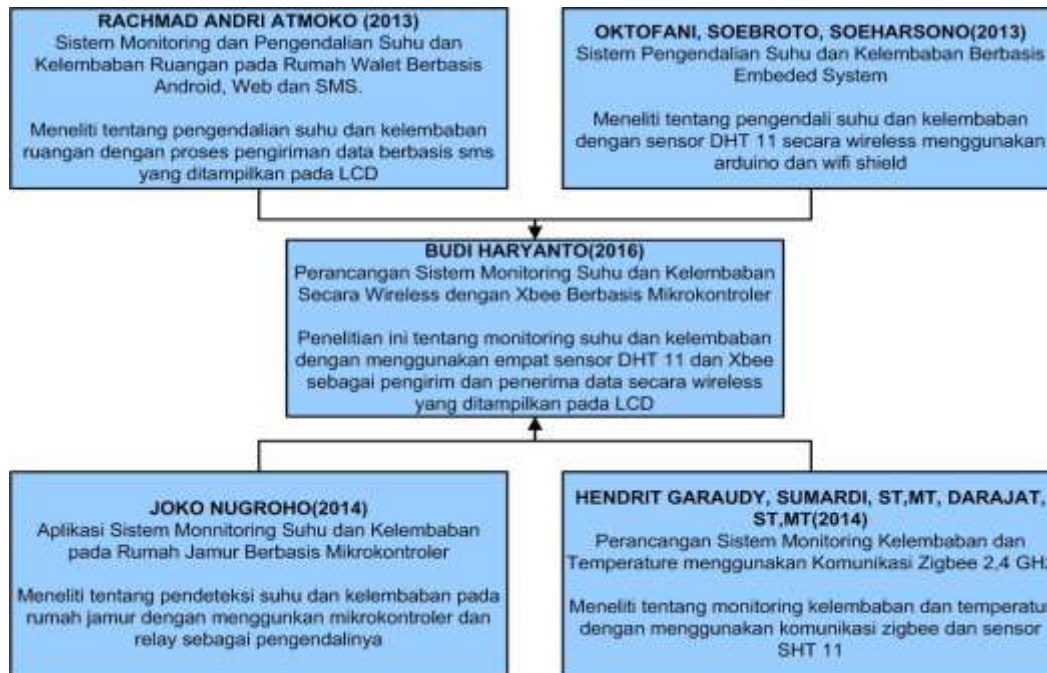 RACHMAD ANDRI ATMOKO (2013)
Sistem Monitoring dan Pengendalian Suhu dan
Kelembaban Ruangan pada Rumah Walet Berbasis
Android, Web dan SMS.
Meneliti tentang pengendalian suhu dan kelembaban
ruangan dengan proses pengiriman data berbasis sms
yang ditampilkan pada LCD
OKTOFANI, SOEBROTO, SOEHARSONO(2013)
Sistem Pengendalian Suhu dan Kelembaban Berbasis
Embeded System
Meneliti tentang pengendali suhu dan kelembaban
dengan sensor DHT 11 secara wireless menggunakan
arduino dan wifi shield
BUDI HARYANTO(2016)
Perancangan Sistem Monitoring Suhu dan Kelembaban
Secara Wireless dengan Xbee Berbasis Mikrokontroler
Penelitian ini tentang monitoring suhu dan kelembaban
dengan menggunakan empat sensor DHT 11 dan Xbee
sebagai pengirim dan penerima data secara wireless
yang ditampilkan pada LCD
JOKO NUGROHO(2014)
Aplikasi Sistem Monnitoring Suhu dan Kelembaban
pada Rumah Jamur Berbasis Mikrokontroler
Meneliti tentang pendeteksi suhu dan kelembaban pada
rumah jamur dengan menggunkan mikrokontroler dan
relay sebagai pengendalinya
HENDRIT GARAUDY, SUMARDI, ST,MT, DARAJAT,
ST,MT(2014)
Perancangan Sistem Monitoring Kelembaban dan
Temperature menggunakan Komunikasi Zigbee 2,4 GHz
Meneliti tentang monitoring kelembaban dan temperatur
dengan menggunakan komunikasi zigbee dan sensor
SHT 11